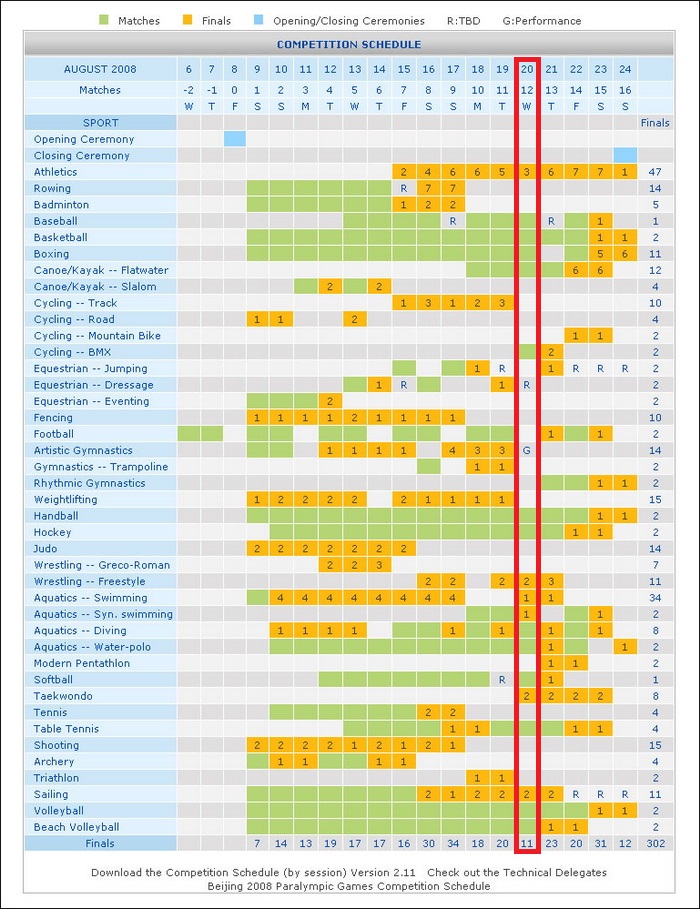 Matches Finals Opening/Closing Ceremonies R:TBD G:Performance
COMPETITION SCHEDULE
AUGUST 2008 6 7 8 9 10 11 12 13 14 15 16 17 18 19 20 21 22 23 24
Matches -2 -1 0 1 2 3 4 5 6 7 8 9 10 11 12 13 14 15 16
W T F S S M T W T F S S M T W T F S S
SPORT Finals
Opening Ceremony
Closing Ceremony
Athletics 2 4 6 6 5 3 6 7 7 1 47
Rowing R 7 7 14
Badminton 1 2 2 5
Baseball R R 1 1
Basketball 1 1 2
Boxing 5 6 11
Canoe/Kayak -- Flatwater 6 6 12
Canoe/Kayak -- Slalom 2 2 4
Cycling -- Track 1 3 1 2 3 10
Cycling -- Road 1 1 2 4
Cycling -- Mountain Bike 1 1 2
Cycling -- BMX 2 2
Equestrian -- Jumping 1 R 1 R R R 2
Equestrian -- Dressage 1 R 1 R 2
Equestrian -- Eventing 2 2
Fencing 1 1 1 1 2 1 1 1 1 10
Football 1 1 2
Artistic Gymnastics 1 1 1 1 4 3 3 G 14
Gymnastics -- Trampoline 1 1 2
Rhythmic Gymnastics 1 1 2
Weightlifting 1 2 2 2 2 2 1 1 1 1 15
Handball 1 1 2
Hockey 1 1 2
Judo 2 2 2 2 2 2 2 14
Wrestling -- Greco-Roman 2 2 3 7
Wrestling -- Freestyle 2 2 2 2 3 11
Aquatics -- Swimming 4 4 4 4 4 4 4 4 1 1 34
Aquatics -- Syn. swimming 1 1 2
Aquatics -- Diving 1 1 1 1 1 1 1 1 8
Aquatics -- Water-polo 1 1 2
Modern Pentathlon 1 1 2
Softball R 1 1
Taekwondo 2 2 2 2 8
Tennis 2 2 4
Table Tennis 1 1 1 1 4
Shooting 2 2 2 2 1 2 1 2 1 15
Archery 1 1 1 1 4
Triathlon 1 1 2
Sailing 2 1 2 2 2 2 R R R 11
Volleyball 1 1 2
Beach Volleyball 1 1 2
Finals 7 14 13 19 17 16 30 34 18 20 11 23 20 31 12 302
Download the Competition Schedule (by session) Version 2.11 Check out the Technical Delegates
Beijing 2008 Paralympic Games Competition Schedule